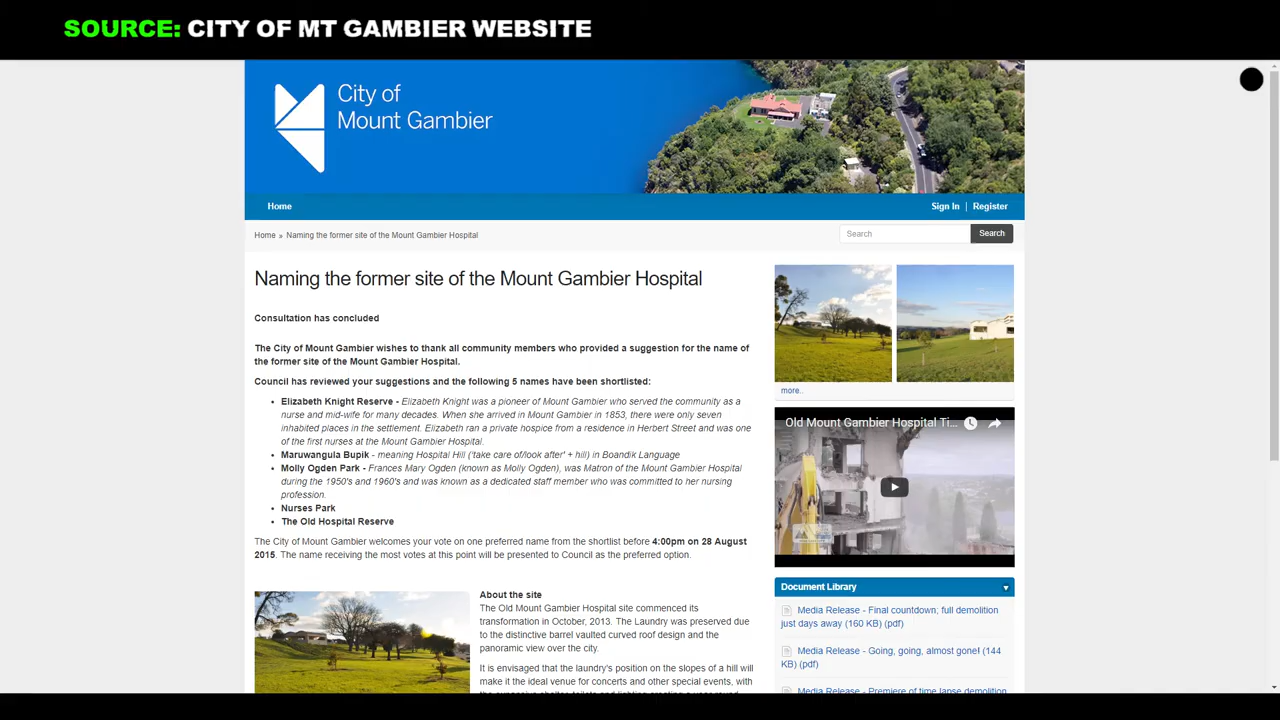 SOURCE: CITY OF MT GAMBIER WEBSITE
City of
Mount Gambier
Home
Sign In | Register
Home » Naming the former site of the Mount Gambier Hospital
Search
Search
Naming the former site of the Mount Gambier Hospital
Consultation has concluded
The City of Mount Gambier wishes to thank all community members who provided a suggestion for the name of
the former site of the Mount Gambier Hospital.
Council has reviewed your suggestions and the following 5 names have been shortlisted:
• Elizabeth Knight Reserve - Elizabeth Knight was a pioneer of Mount Gambier who served the community as a
nurse and mid-wife for many decades. When she arrived in Mount Gambier in 1853, there were only seven
inhabited places in the settlement. Elizabeth ran a private hospice from a residence in Herbert Street and was one
of the first nurses at the Mount Gambier Hospital.
• Maruwangula Bupik - meaning Hospital Hill ('take care of/look after' + hill) in Boandik Language
• Molly Ogden Park - Frances Mary Ogden (known as Molly Ogden), was Matron of the Mount Gambier Hospital
during the 1950's and 1960's and was known as a dedicated staff member who was committed to her nursing
profession.
• Nurses Park
• The Old Hospital Reserve
The City of Mount Gambier welcomes your vote on one preferred name from the shortlist before 4:00pm on 28 August
2015. The name receiving the most votes at this point will be presented to Council as the preferred option.
About the site
The Old Mount Gambier Hospital site commenced its
transformation in October, 2013. The Laundry was preserved due
to the distinctive barrel vaulted curved roof design and the
panoramic view over the city.
It is envisaged that the laundry's position on the slopes of a hill will
make it the ideal venue for concerts and other special events, with
more..
Old Mount Gambier Hospital Ti...
Document Library
Media Release - Final countdown; full demolition
just days away (160 KB) (pdf)
Media Release - Going, going, almost gone! (144
KB) (pdf)
Media Release - Premiere of time lapse demolition